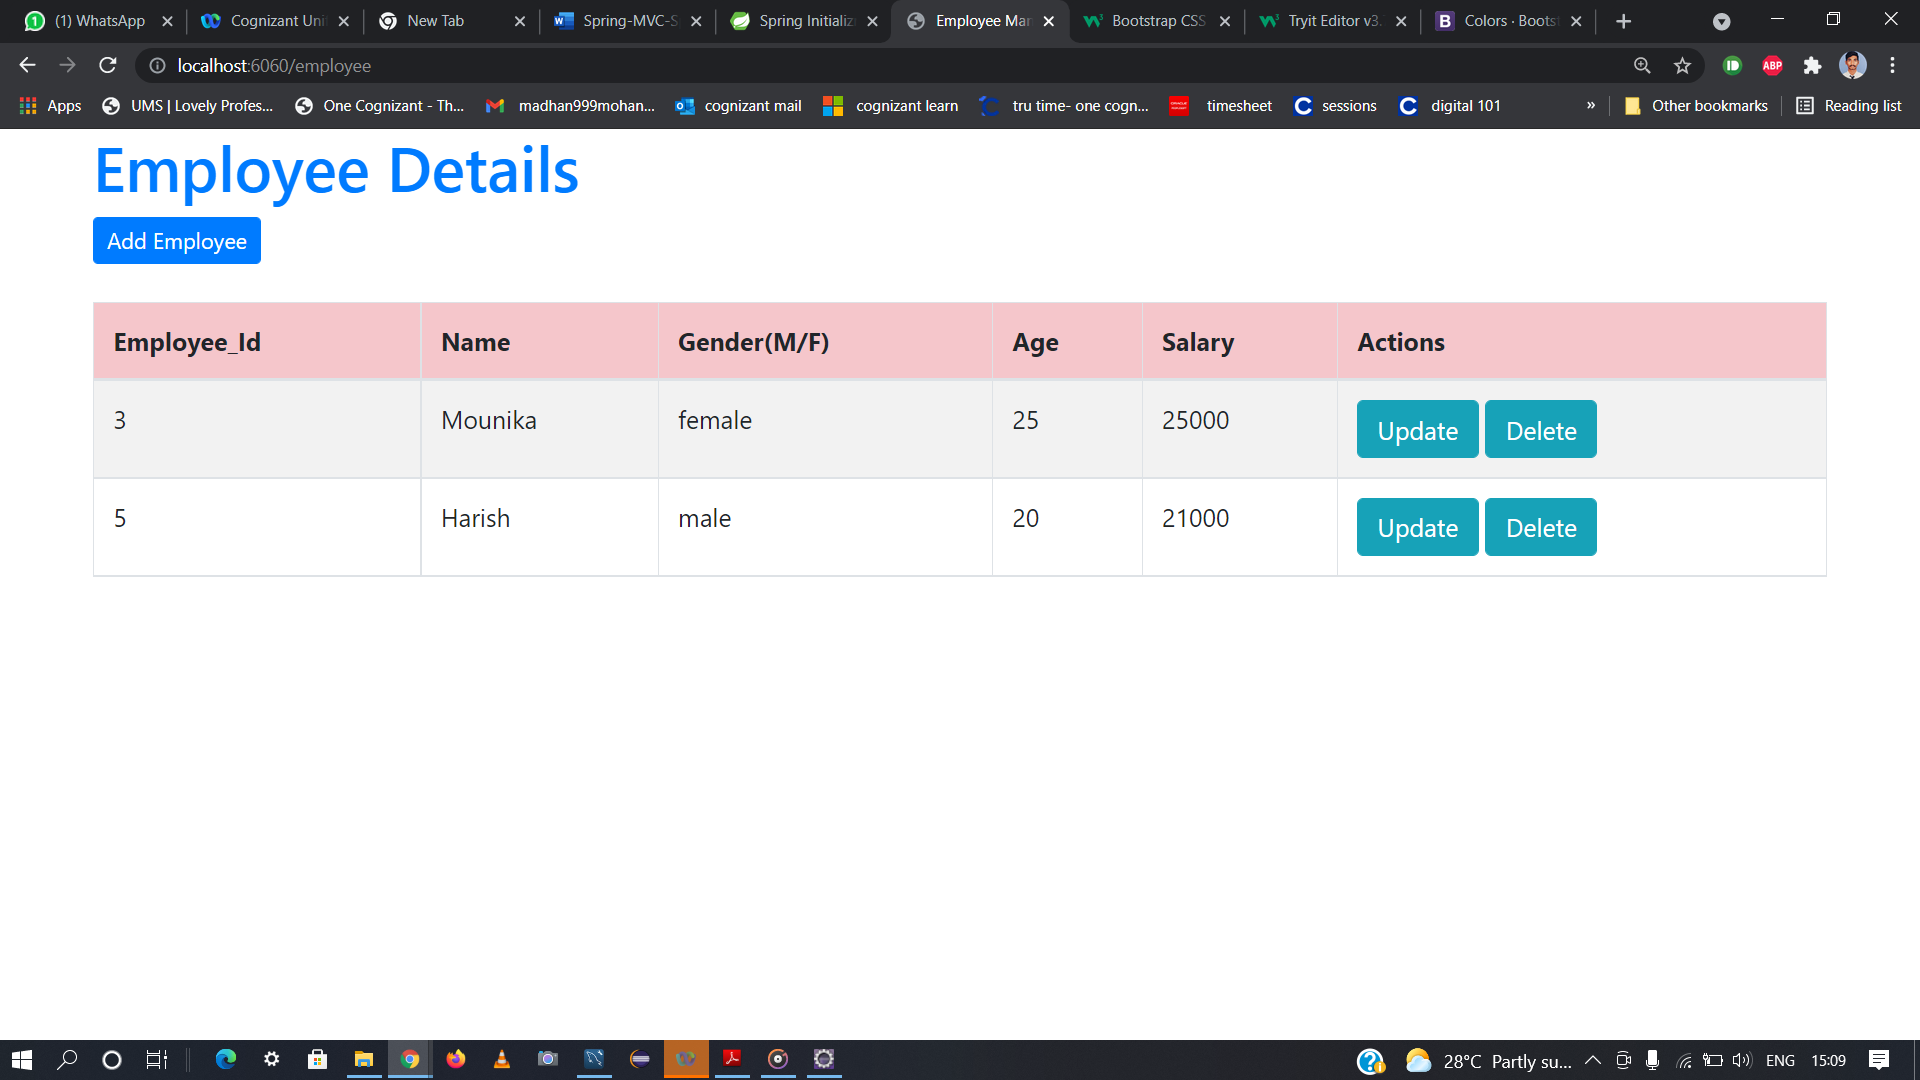 (1) WhatsApp
Cognizant Uni
New Tab
Spring-MVC-S
Spring Initializ
Employee Man
Bootstrap CSS
Tryit Editor v3.
Colors · Boots
localhost:6060/employee
ABP
Apps
UMS | Lovely Profes...
One Cognizant - Th...
madhan999mohan...
cognizant mail
cognizant learn
tru time- one cogn...
timesheet
sessions
digital 101
»
Other bookmarks
Reading list
Employee Details
Add Employee
Employee_Id Name Gender(M/F) Age Salary Actions
3 Mounika female 25 25000 Update Delete
5 Harish male 20 21000 Update Delete
28°C Partly su...
ENG
15:09